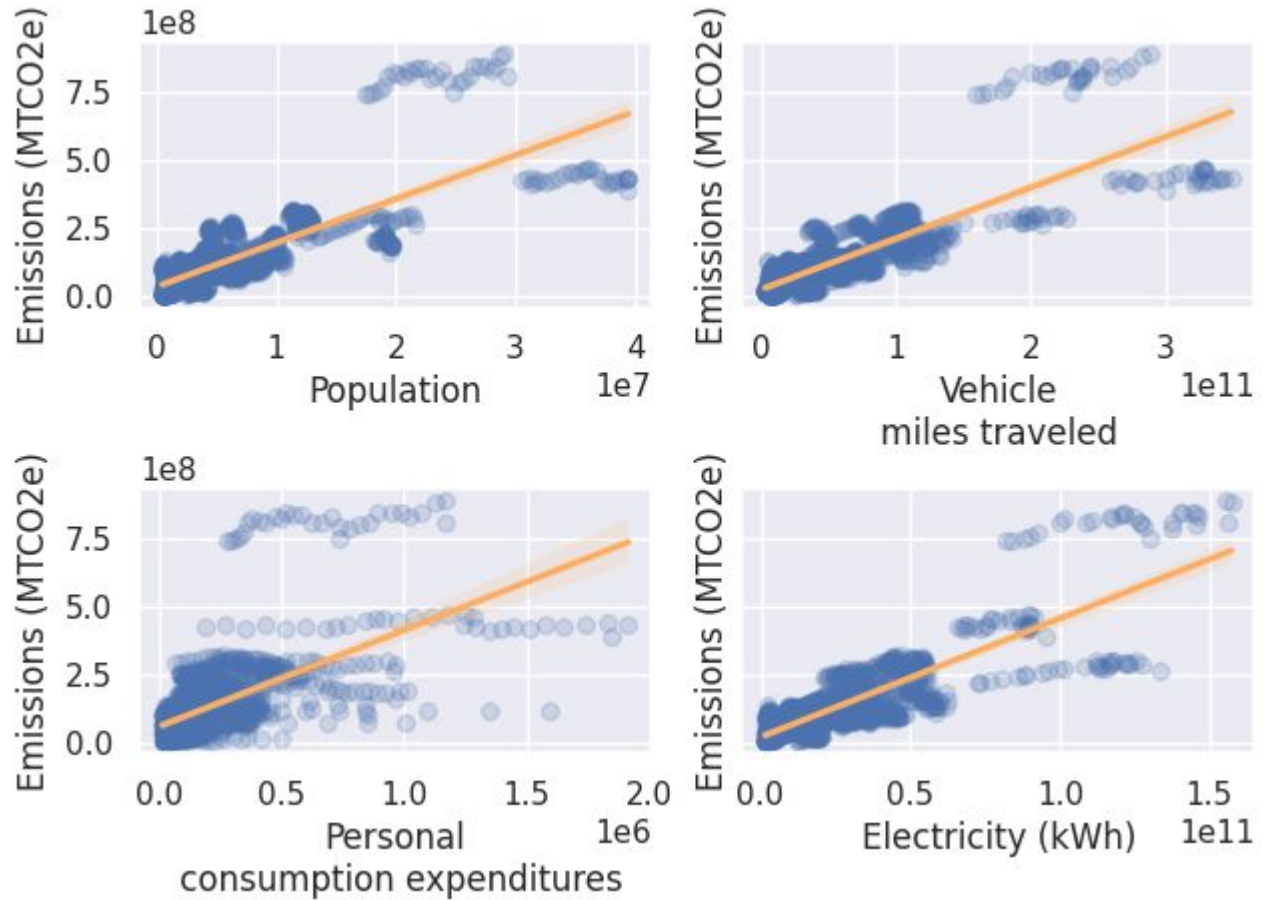 1e8
Emissions (MTCO2e)
7.5
5.0
2.5
0.0
0 1 2 3 4
1e7
Population
Emissions (MTCO2e)
0 1 2 3
1e11
Vehicle
miles traveled
1e8
Emissions (MTCO2e)
7.5
5.0
2.5
0.0
0.0 0.5 1.0 1.5 2.0
1e6
Personal
consumption expenditures
Emissions (MTCO2e)
0.0 0.5 1.0 1.5
1e11
Electricity (kWh)